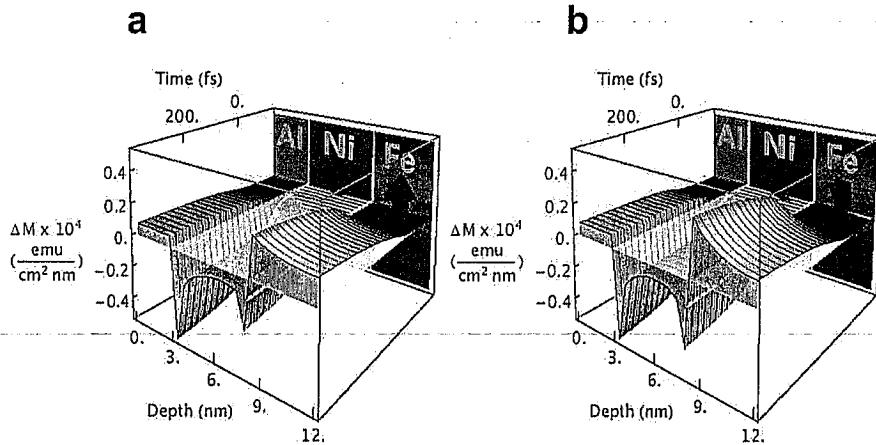 a
Time (fs)
0.
200.
Al Ni Fe
0.4
0.2
0.
−0.2
−0.4
ΔM × 10⁴
emu
(cm² nm)
0.
3.
6.
9.
12.
Depth (nm)
b
Time (fs)
0.
200.
Al Ni Fe
0.4
0.2
0.
−0.2
−0.4
ΔM × 10⁴
emu
(cm² nm)
0.
3.
6.
9.
12.
Depth (nm)